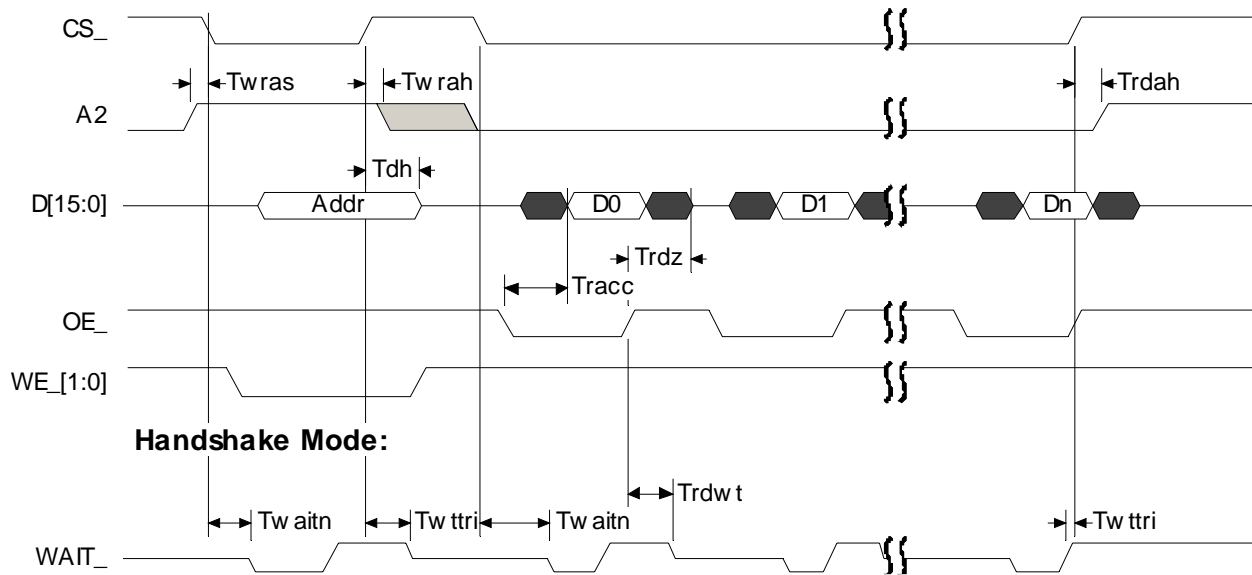 CS_
Twras Twrah Trdah
A2
Tdh
D[15:0] Addr D0 D1 Dn
Trdz
Tracc
OE_
WE_[1:0]
Handshake Mode:
Trdwt
Twaitn Twttri Twaitn Twttri
WAIT_